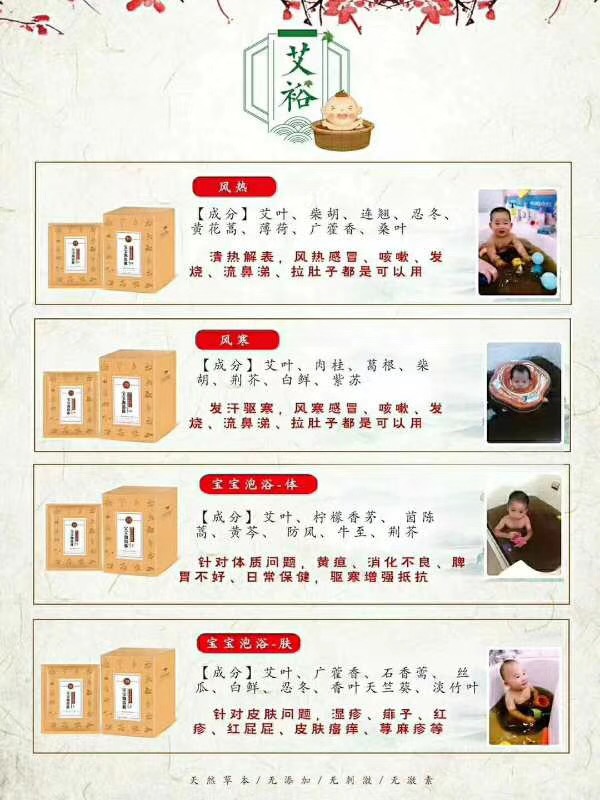 艾裕
风热
【成分】艾叶、柴胡、连翘、忍冬、
黄花蒿、薄荷、广藿香、桑叶
清热解表，风热感冒、咳嗽、发
烧、流鼻涕、拉肚子都是可以用
风寒
【成分】艾叶、肉桂、葛根、柴
胡、荆芥、白鲜、紫苏
发汗驱寒，风寒感冒、咳嗽、发
烧、流鼻涕、拉肚子都是可以用
宝宝泡浴-体
【成分】艾叶、柠檬香茅、茵陈
蒿、黄芩、防风、牛至、荆芥
针对体质问题，黄疸、消化不良、脾
胃不好、日常保健，驱寒增强抵抗
宝宝泡浴-肤
【成分】艾叶、广藿香、石香薷、丝
瓜、白鲜、忍冬、香叶天竺葵、淡竹叶
针对皮肤问题，湿疹、痱子、红
疹、红屁屁、皮肤瘤痒、荨麻疹等
天然草本/无添加/无刺激/无激素